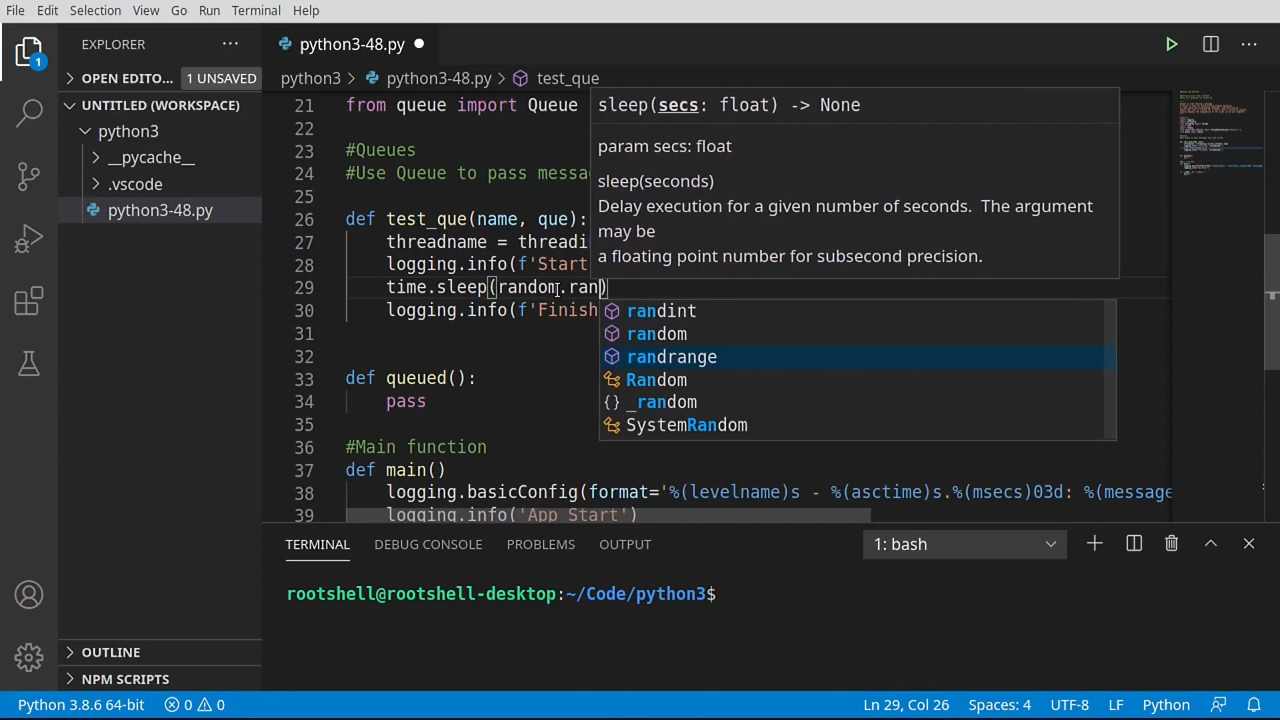 File Edit Selection View Go Run Terminal Help
EXPLORER
python3-48.py
OPEN EDITO... 1 UNSAVED
UNTITLED (WORKSPACE)
python3
__pycache__
.vscode
python3-48.py
OUTLINE
NPM SCRIPTS
1
python3 > python3-48.py > test_que
21 from queue import Queue
22
23 #Queues
24 #Use Queue to pass messa
25
26 def test_que(name, que):
27 threadname = threadi
28 logging.info(f'Start
29 time.sleep(random.ran)
30 logging.info(f'Finish
31
32
33 def queued():
34 pass
35
36 #Main function
37 def main()
38 logging.basicConfig(format='%(levelname)s - %(asctime)s.%(msecs)03d: %(message
39 logging.info('App Start')
sleep(secs: float) -> None
param secs: float
sleep(seconds)
Delay execution for a given number of seconds. The argument
may be
a floating point number for subsecond precision.
randint
random
randrange
Random
_random
SystemRandom
TERMINAL DEBUG CONSOLE PROBLEMS OUTPUT 1: bash
rootshell@rootshell-desktop:~/Code/python3$
Python 3.8.6 64-bit 0 0 Ln 29, Col 26 Spaces: 4 UTF-8 LF Python